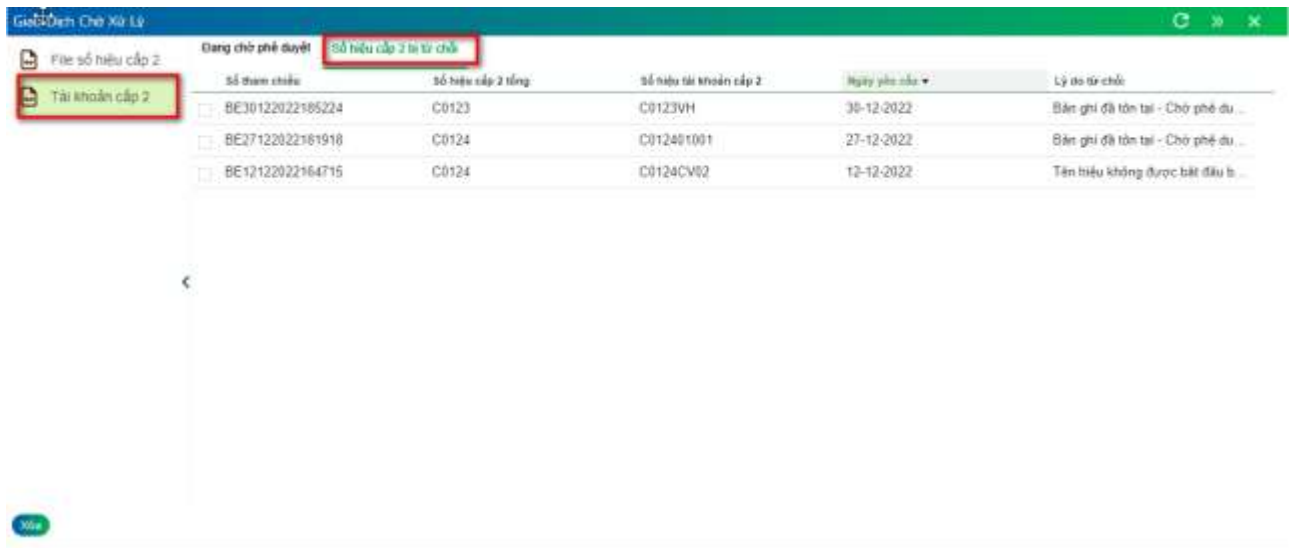 Giao Dịch Chờ Xử Lý
File số hiệu cấp 2
Tài khoản cấp 2
Đang chờ phê duyệt Số hiệu cấp 2 bị từ chối
Số tham chiếu Số hiệu cấp 2 tổng Số hiệu tài khoản cấp 2 Ngày yêu cầu Lý do từ chối
BE30122022185224 C0123 C0123VH 30-12-2022 Bản ghi đã tồn tại - Chờ phê du...
BE27122022181918 C0124 C012401001 27-12-2022 Bản ghi đã tồn tại - Chờ phê du...
BE12122022164715 C0124 C0124CV02 12-12-2022 Tên hiệu không được bắt đầu b...
Xóa